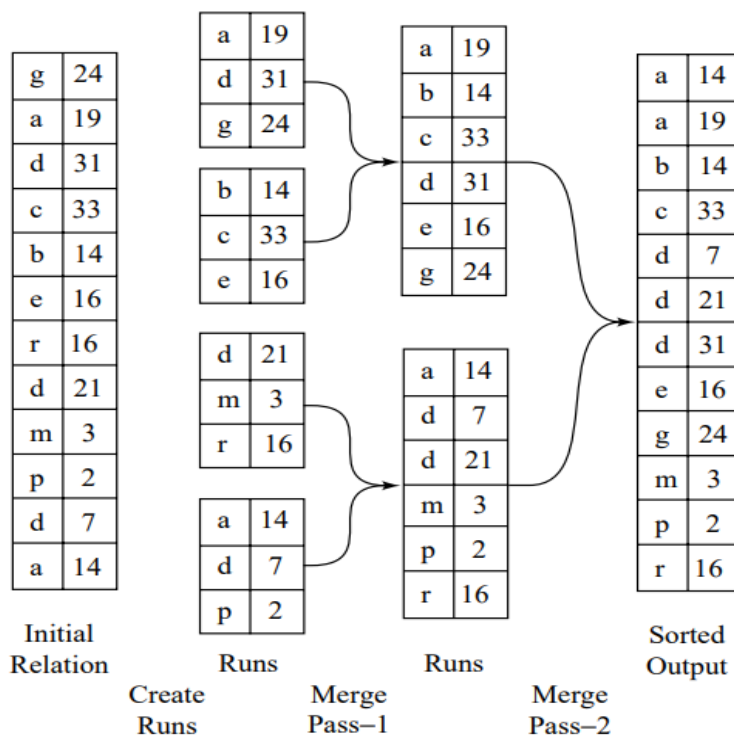 g 24
a 19
d 31
c 33
b 14
e 16
r 16
d 21
m 3
p 2
d 7
a 14
Initial
Relation
Create
Runs
a 19
d 31
g 24
b 14
c 33
e 16
d 21
m 3
r 16
a 14
d 7
p 2
Runs
Merge
Pass–1
a 19
b 14
c 33
d 31
e 16
g 24
a 14
d 7
d 21
m 3
p 2
r 16
Runs
Merge
Pass–2
a 14
a 19
b 14
c 33
d 7
d 21
d 31
e 16
g 24
m 3
p 2
r 16
Sorted
Output